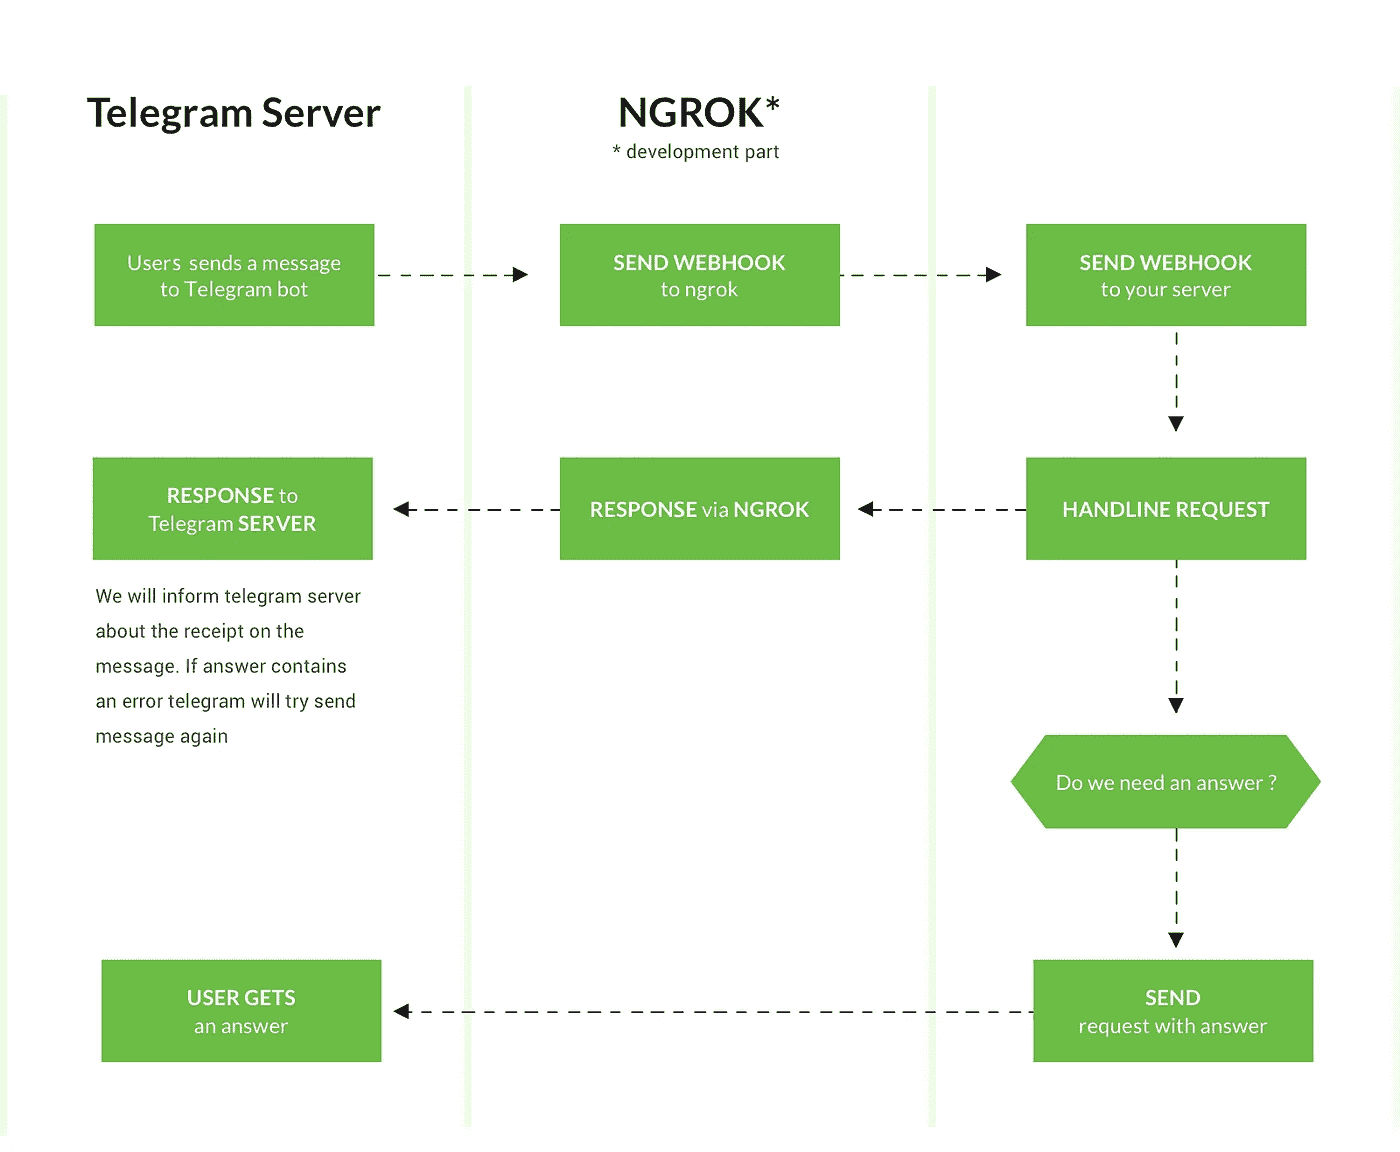 Telegram Server
NGROK*
* development part
Users sends a message
to Telegram bot
SEND WEBHOOK
to ngrok
SEND WEBHOOK
to your server
RESPONSE to
Telegram SERVER
RESPONSE via NGROK
HANDLINE REQUEST
We will inform telegram server
about the receipt on the
message. If answer contains
an error telegram will try send
message again
Do we need an answer ?
USER GETS
an answer
SEND
request with answer